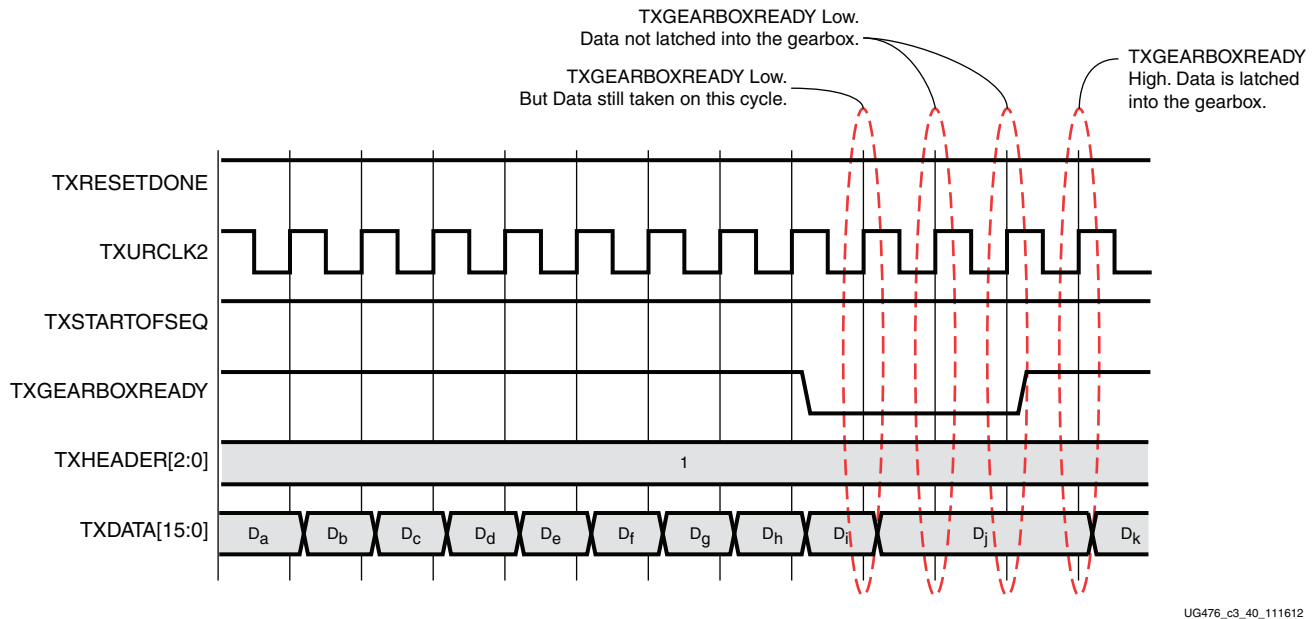 TXGEARBOXREADY Low.
Data not latched into the gearbox.
TXGEARBOXREADY Low.
But Data still taken on this cycle.
TXGEARBOXREADY
High. Data is latched
into the gearbox.
TXRESETDONE
TXURCLK2
TXSTARTOFSEQ
TXGEARBOXREADY
TXHEADER[2:0]
1
TXDATA[15:0]
Da
Db
Dc
Dd
De
Df
Dg
Dh
Di
Dj
Dk
UG476_c3_40_111612